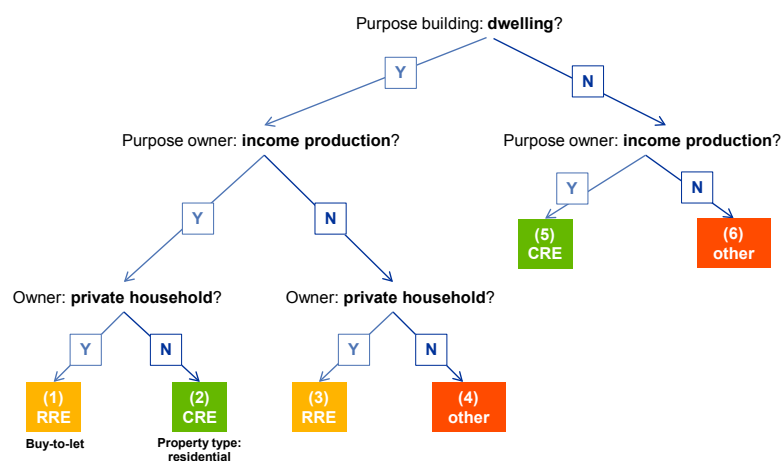 Purpose building: dwelling?
Y
N
Purpose owner: income production?
Purpose owner: income production?
Y
N
Y
N
(5)
CRE
(6)
other
Owner: private household?
Owner: private household?
Y
N
Y
N
(1)
RRE
(2)
CRE
(3)
RRE
(4)
other
Buy-to-let
Property type:
residential